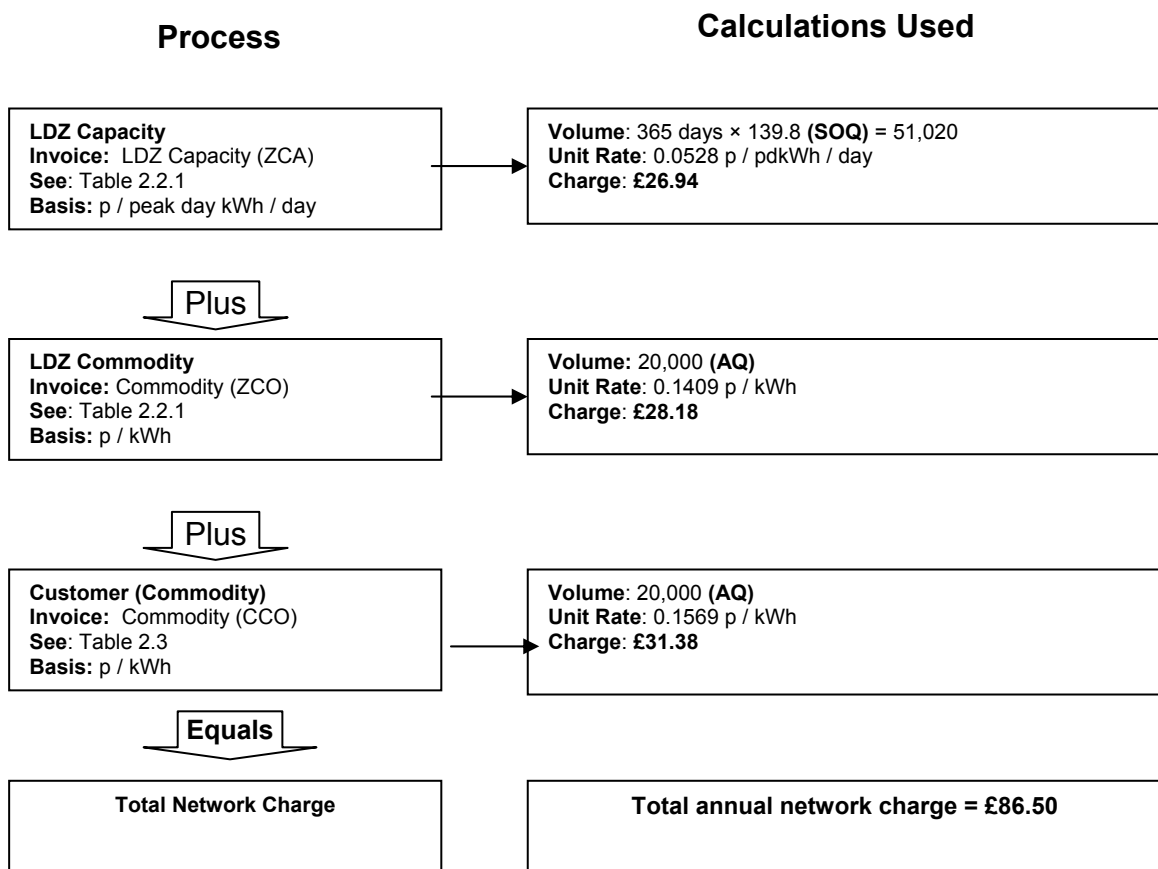 Process
Calculations Used
LDZ Capacity
Invoice: LDZ Capacity (ZCA)
See: Table 2.2.1
Basis: p / peak day kWh / day
Volume: 365 days × 139.8 (SOQ) = 51,020
Unit Rate: 0.0528 p / pdkWh / day
Charge: £26.94
Plus
LDZ Commodity
Invoice: Commodity (ZCO)
See: Table 2.2.1
Basis: p / kWh
Volume: 20,000 (AQ)
Unit Rate: 0.1409 p / kWh
Charge: £28.18
Plus
Customer (Commodity)
Invoice: Commodity (CCO)
See: Table 2.3
Basis: p / kWh
Volume: 20,000 (AQ)
Unit Rate: 0.1569 p / kWh
Charge: £31.38
Equals
Total Network Charge
Total annual network charge = £86.50